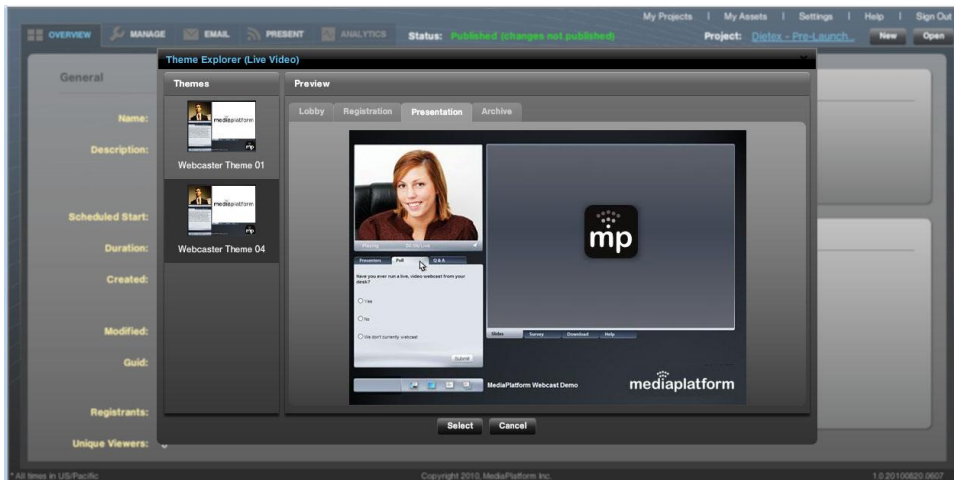 My Projects | My Assets | Settings | Help | Sign Out
OVERVIEW MANAGE EMAIL PRESENT ANALYTICS Status: Published (changes not published) Project: Dietex - Pre-Launch... New Open
Theme Explorer (Live Video)
General
Themes
Preview
Lobby Registration Presentation Archive
Name:
Description:
Scheduled Start:
Duration:
Created:
Modified:
Guid:
Registrants:
Unique Viewers:
mediaplatform
mp
Webcaster Theme 01
mediaplatform
mp
Webcaster Theme 04
Presenters Poll Q & A
Have you ever run a live, video webcast from your desk?
Yes
No
We don't currently webcast
Submit
mp
Slides Survey Download Help
MediaPlatform Webcast Demo
mediaplatform
Select Cancel
* All times in US/Pacific
Copyright 2010, MediaPlatform Inc.
1.0.20100820.0607